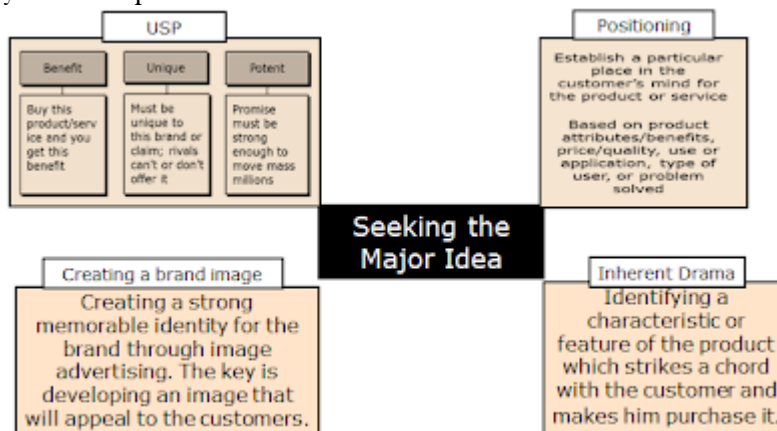 USP
Benefit
Buy this
product/serv
ice and you
get this
benefit
Unique
Must be
unique to
this brand or
claim; rivals
can't or don't
offer it
Potent
Promise
must be
strong
enough to
move mass
millions
Positioning
Establish a particular
place in the
customer's mind for
the product or service
Based on product
attributes/benefits,
price/quality, use or
application, type of
user, or problem
solved
Seeking the
Major Idea
Creating a brand image
Creating a strong
memorable identity for the
brand through image
advertising. The key is
developing an image that
will appeal to the customers.
Inherent Drama
Identifying a
characteristic or
feature of the product
which strikes a chord
with the customer and
makes him purchase it.